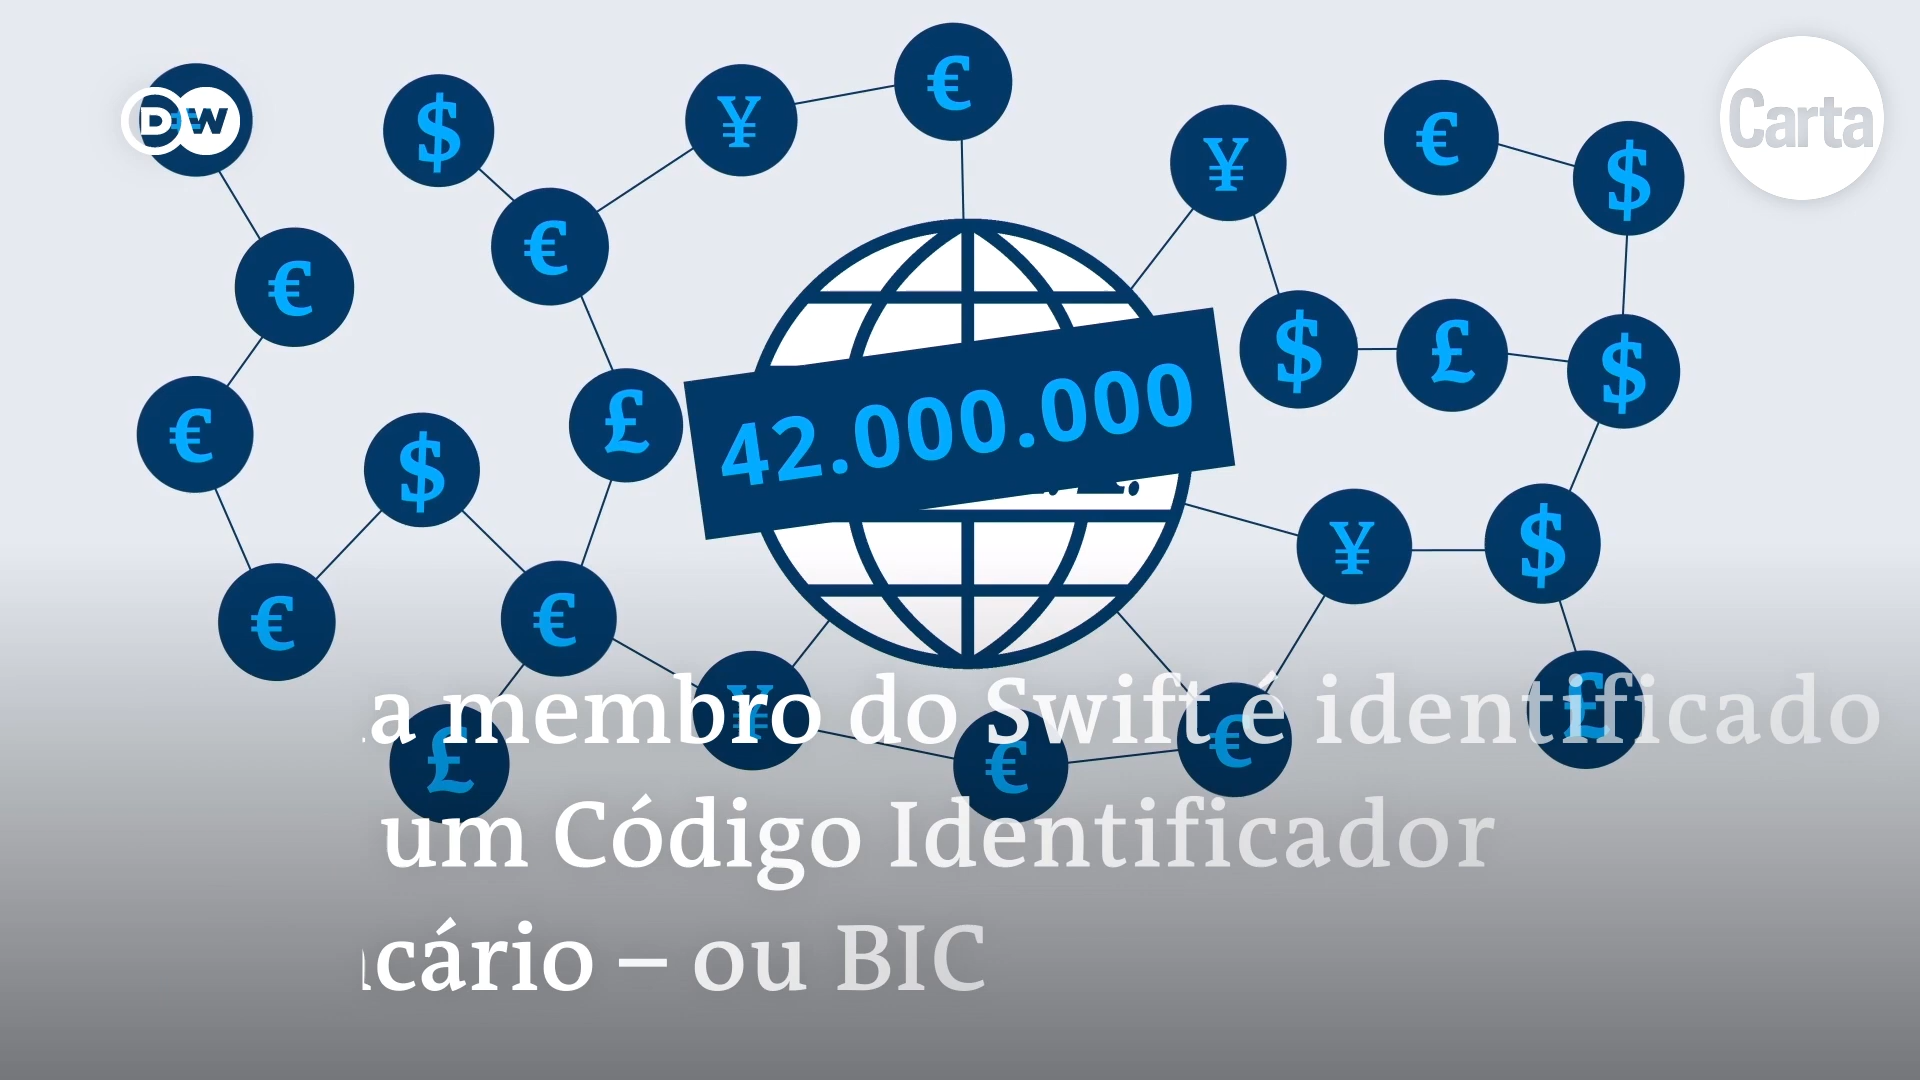 DW
Carta
42.000.000
a membro do Swift é identificado
um Código Identificador
cário – ou BIC